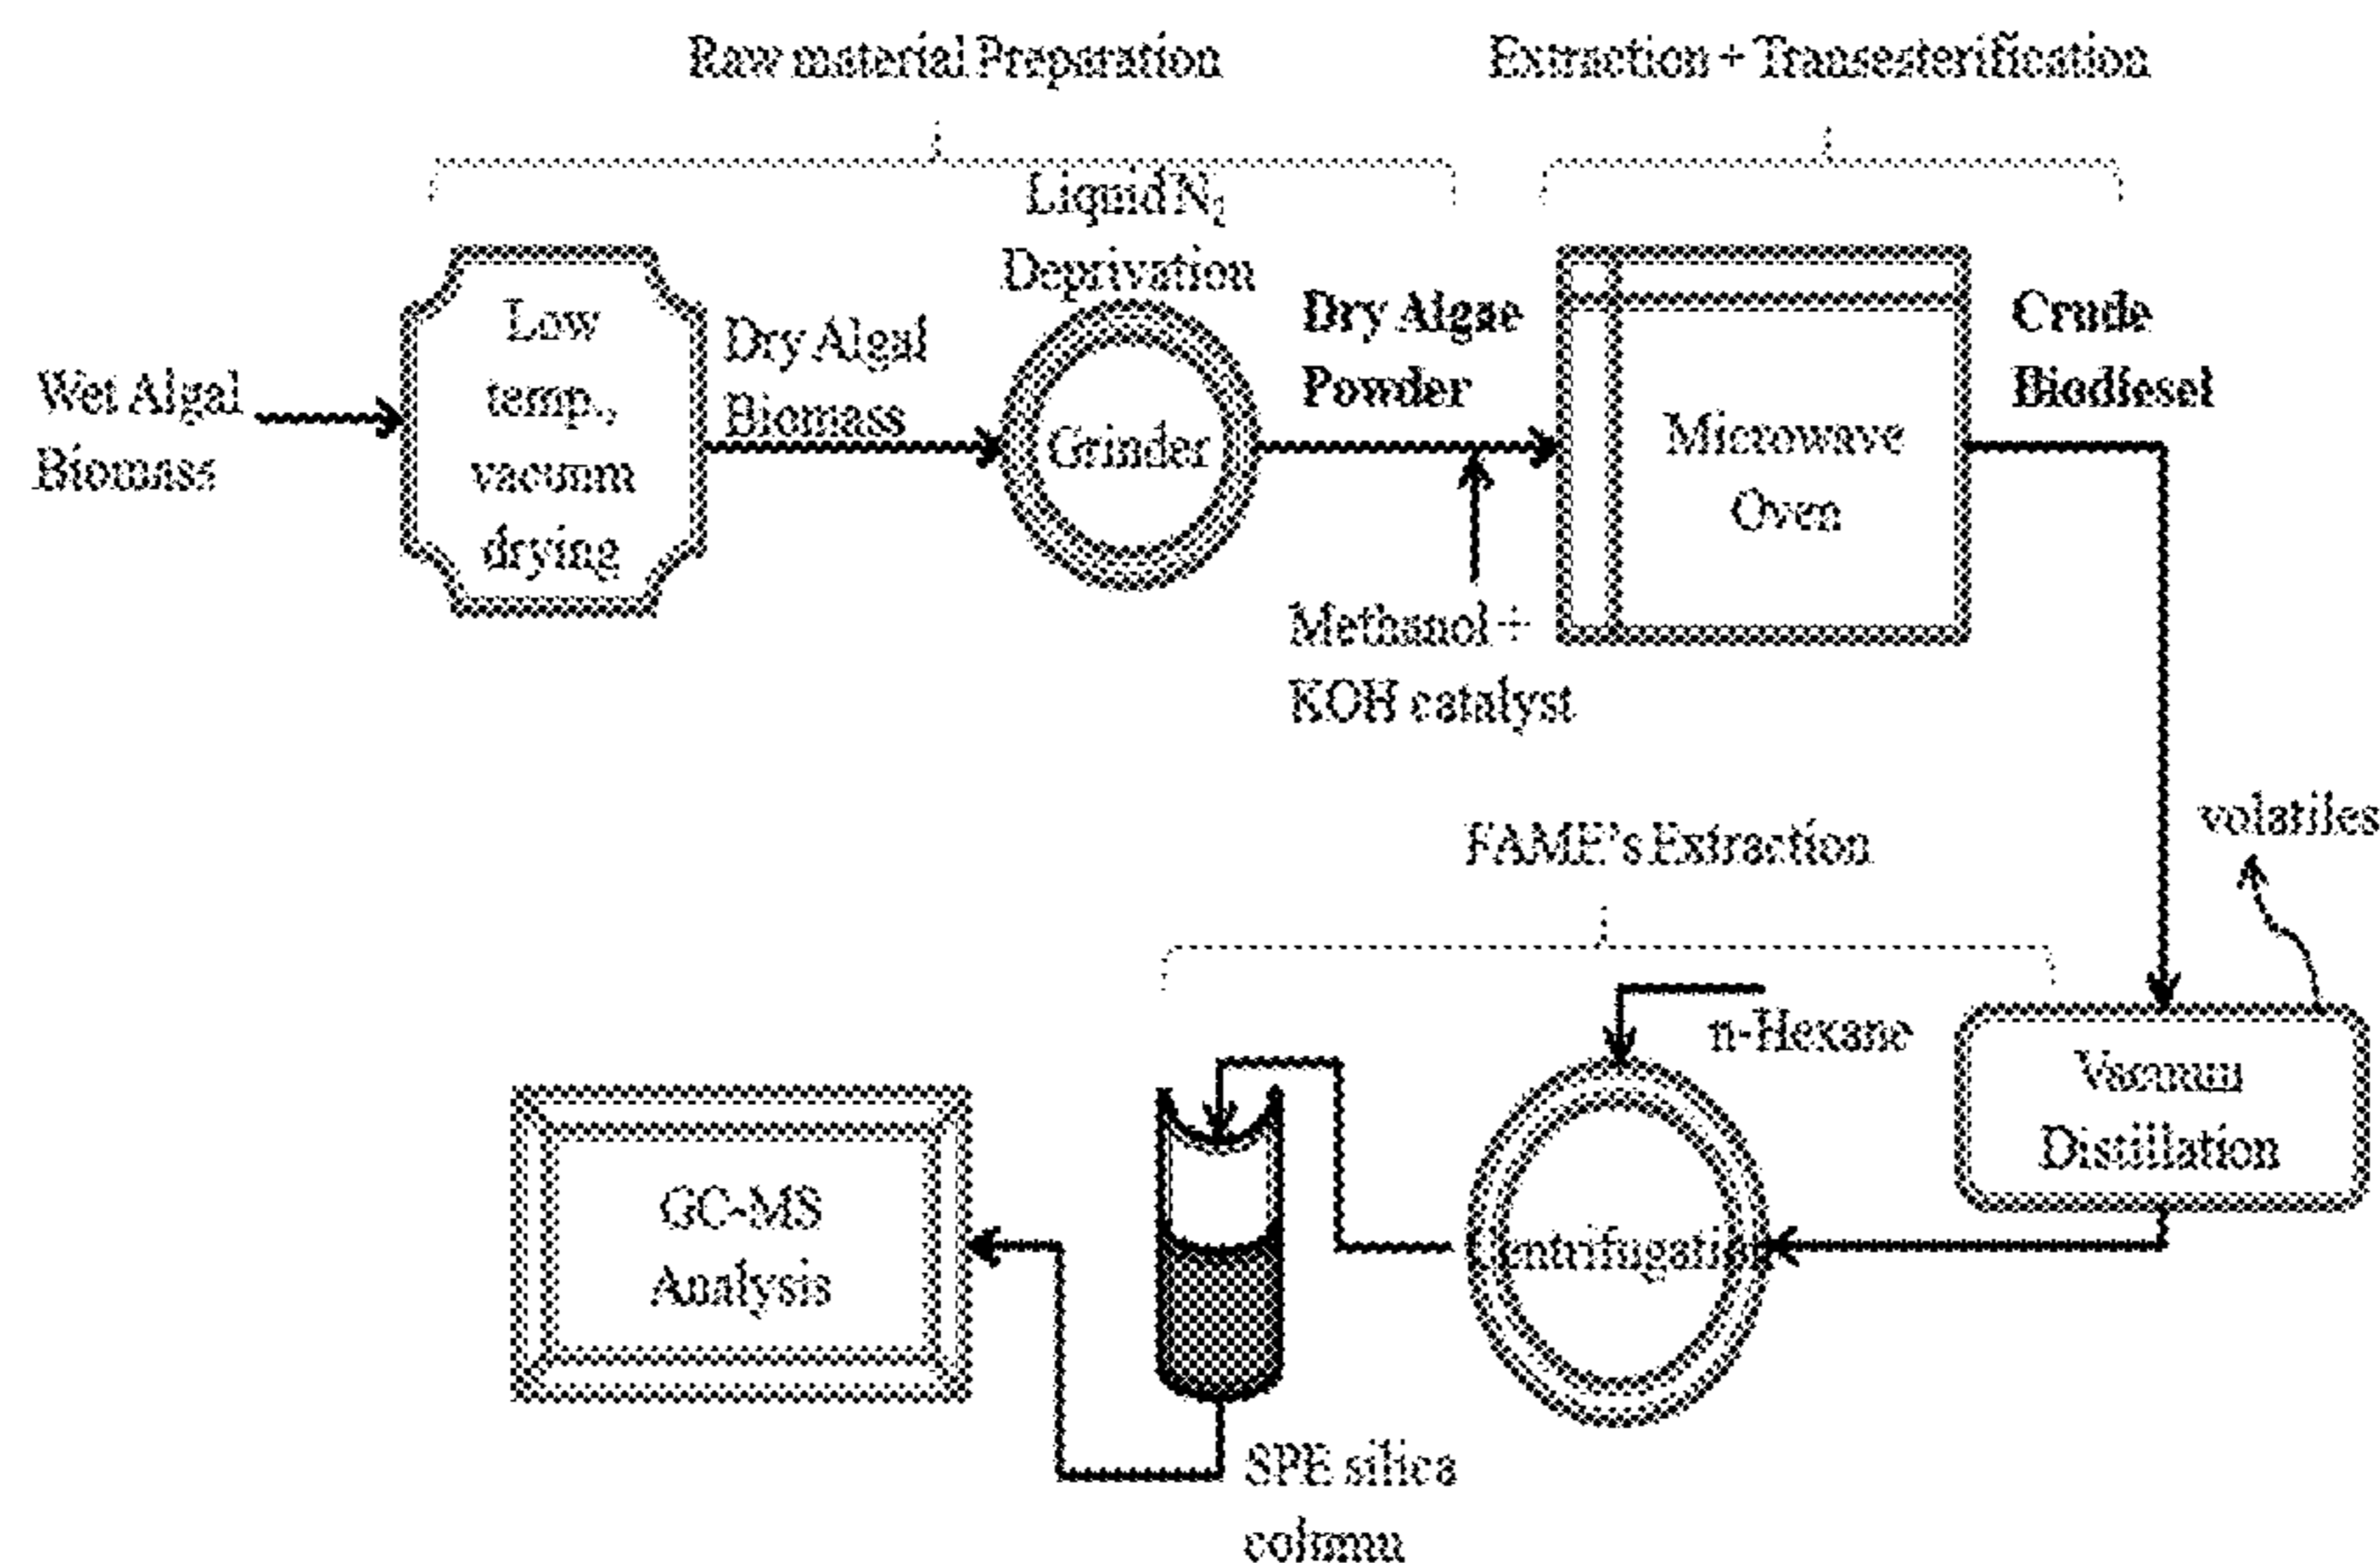 Raw material Preparation
Extraction + Transesterification
Liquid N₂
Deprivation
Low
temp.,
vacuum
drying
Dry Algal
Biomass
Wet Algal
Biomass
Grinder
Dry Algae
Powder
Microwave
Oven
Crude
Biodiesel
Methanol +
KOH catalyst
volatiles
FAME's Extraction
n-Hexane
Vacuum
Distillation
Centrifugation
GC-MS
Analysis
SPE silica
column